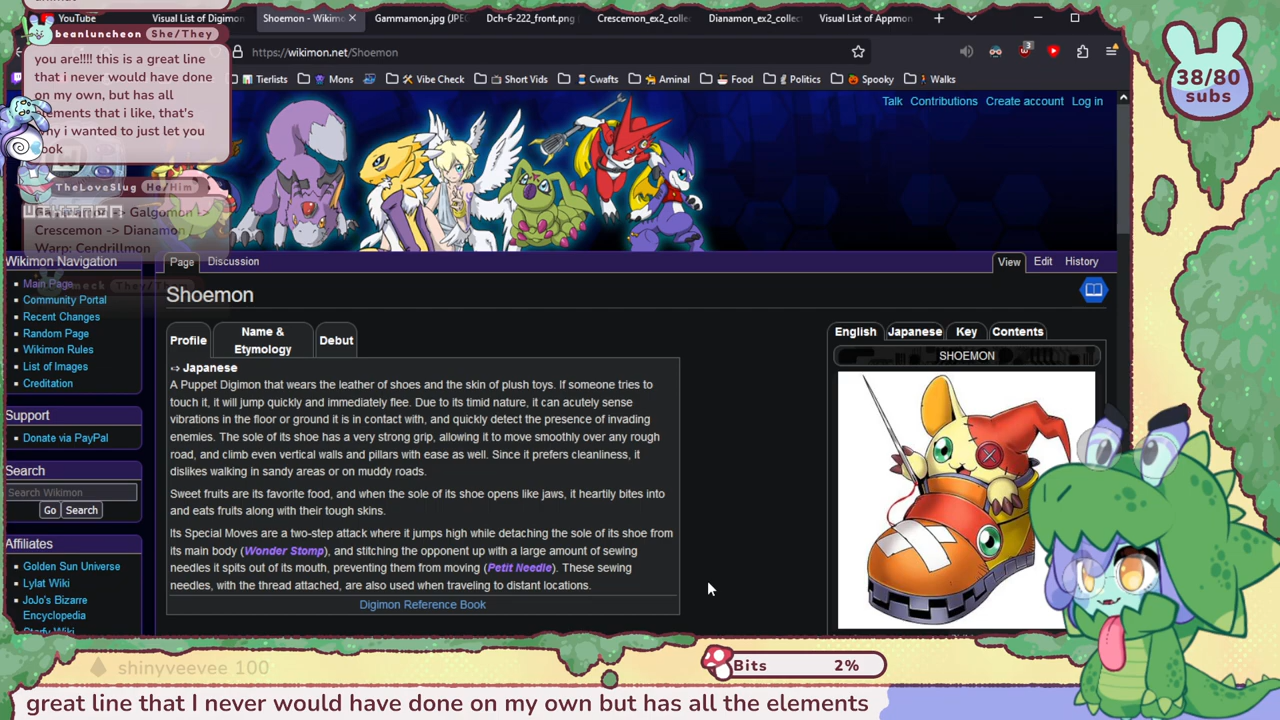 YouTube
Visual List of Digimon
Shoemon - Wikimo
Gammamon.jpg (JPE
Dch-6-222_front.png
Crescemon_ex2_collec
Dianamon_ex2_collec
Visual List of Appmon
https://wikimon.net/Shoemon
3
Tierlists
Mons
Vibe Check
Short Vids
Cwafts
Aminal
Food
Politics
Spooky
Walks
beanluncheon She/They
you are!!!! this is a great line
that i never would have done
on my own, but has all
elements that i like, that's
why i wanted to just let you
TheLoveSlug He/Him
-> Galgomon ->
Crescemon -> Dianamon /
Warp: Cendrillmon
38/80
subs
Talk
Contributions
Create account
Log in
Wikimon Navigation
Main Page
Community Portal
Recent Changes
Random Page
Wikimon Rules
List of Images
Creditation
Support
Donate via PayPal
Search
Search Wikimon
Go
Search
Affiliates
Golden Sun Universe
Lylat Wiki
JoJo's Bizarre
Encyclopedia
Page
Discussion
View
Edit
History
Shoemon
Profile
Name &
Etymology
Debut
⇨ Japanese
A Puppet Digimon that wears the leather of shoes and the skin of plush toys. If someone tries to
touch it, it will jump quickly and immediately flee. Due to its timid nature, it can acutely sense
vibrations in the floor or ground it is in contact with, and quickly detect the presence of invading
enemies. The sole of its shoe has a very strong grip, allowing it to move smoothly over any rough
road, and climb even vertical walls and pillars with ease as well. Since it prefers cleanliness, it
dislikes walking in sandy areas or on muddy roads.
Sweet fruits are its favorite food, and when the sole of its shoe opens like jaws, it heartily bites into
and eats fruits along with their tough skins.
Its Special Moves are a two-step attack where it jumps high while detaching the sole of its shoe from
its main body (Wonder Stomp), and stitching the opponent up with a large amount of sewing
needles it spits out of its mouth, preventing them from moving (Petit Needle). These sewing
needles, with the thread attached, are also used when traveling to distant locations.
Digimon Reference Book
English
Japanese
Key
Contents
SHOEMON
shinyveevee 100
Bits
2%
great line that I never would have done on my own but has all the elements